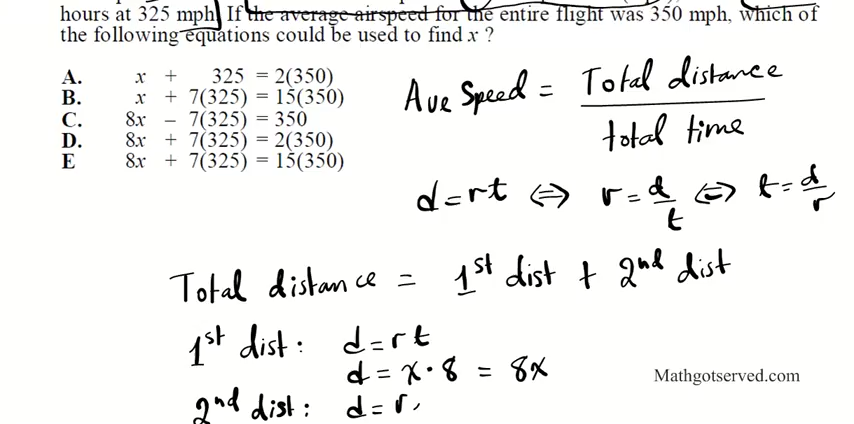 hours at 325 mph. If the average airspeed for the entire flight was 350 mph, which of
the following equations could be used to find x ?
A. x + 325 = 2(350)
B. x + 7(325) = 15(350)
C. 8x − 7(325) = 350
D. 8x + 7(325) = 2(350)
E 8x + 7(325) = 15(350)
Ave Speed = Total distance / total time
d = rt ⇔ r = d/t ⇔ t = d/r
Total distance = 1st dist + 2nd dist
1st dist: d = rt
d = x · 8 = 8x
Mathgotserved.com
2nd dist: d = r